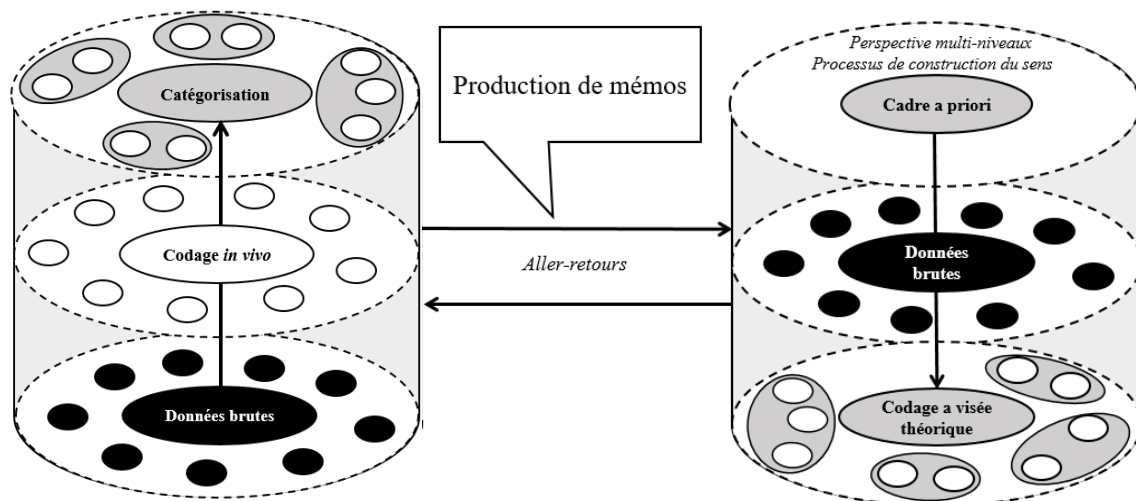 Catégorisation
Codage in vivo
Données brutes
Production de mémos
Aller-retours
Perspective multi-niveaux
Processus de construction du sens
Cadre a priori
Données
brutes
Codage a visée
théorique